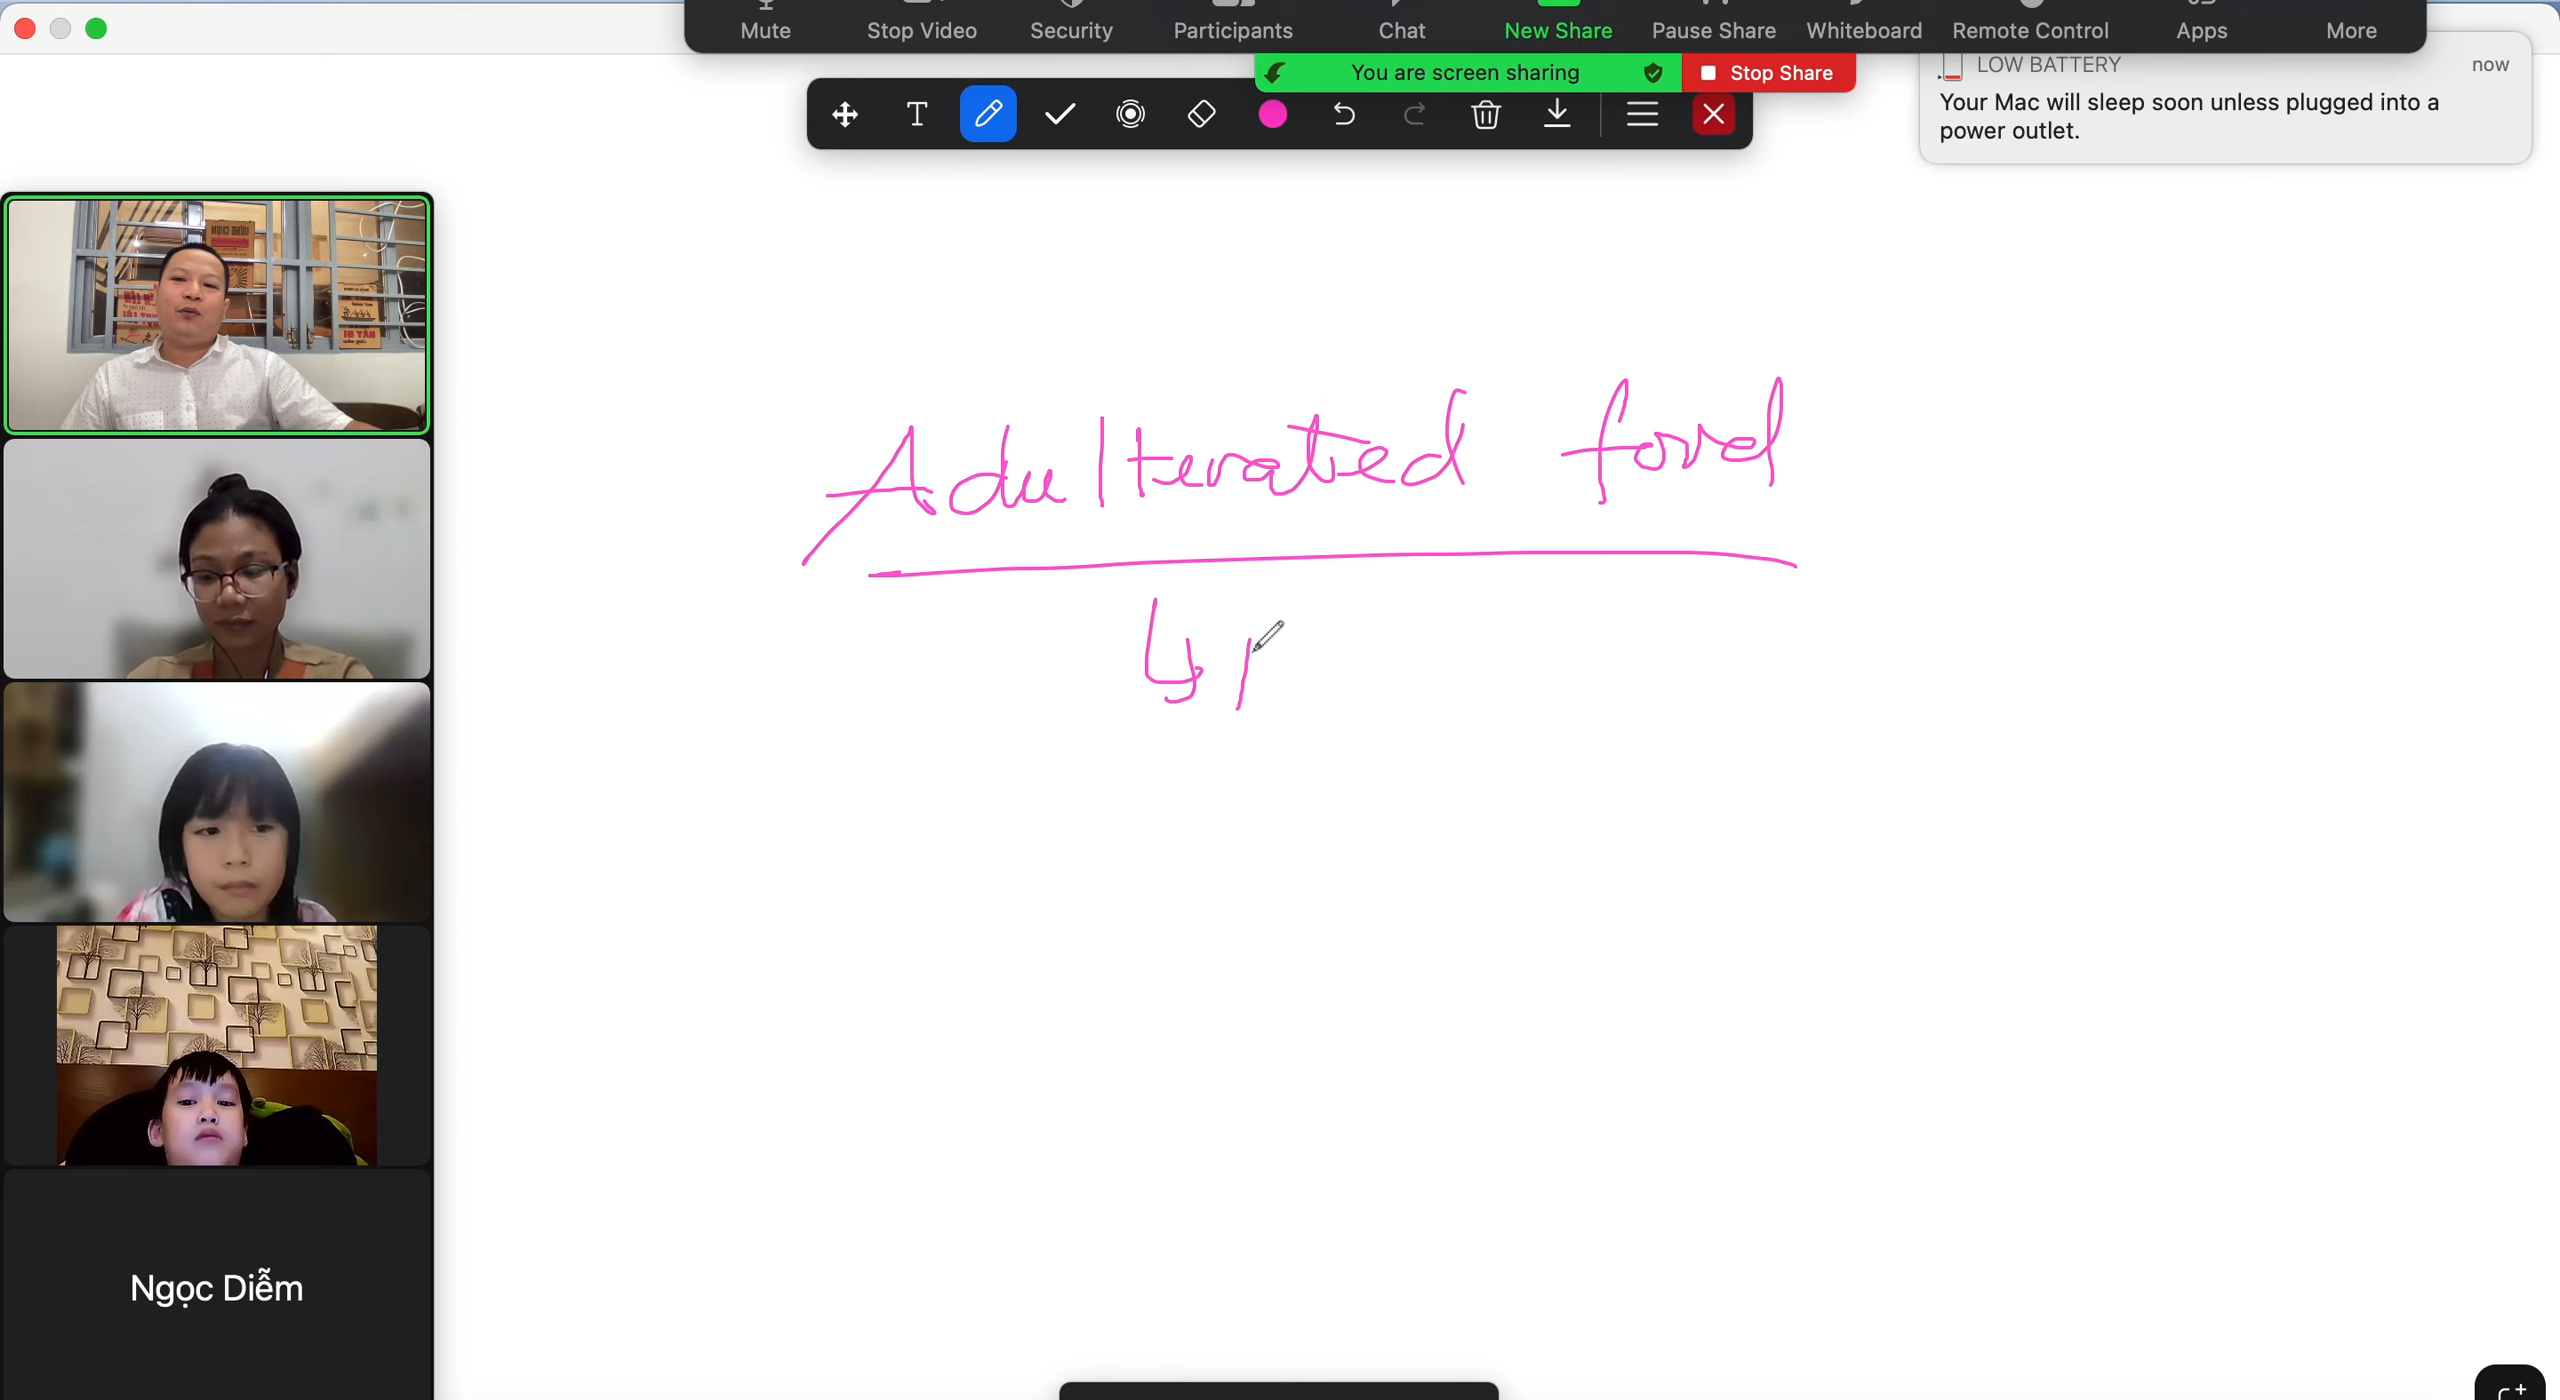 Mute Stop Video Security Participants Chat New Share Pause Share Whiteboard Remote Control Apps More
You are screen sharing Stop Share
LOW BATTERY now
Your Mac will sleep soon unless plugged into a
power outlet.
T
Adulterated food
Ngọc Diễm